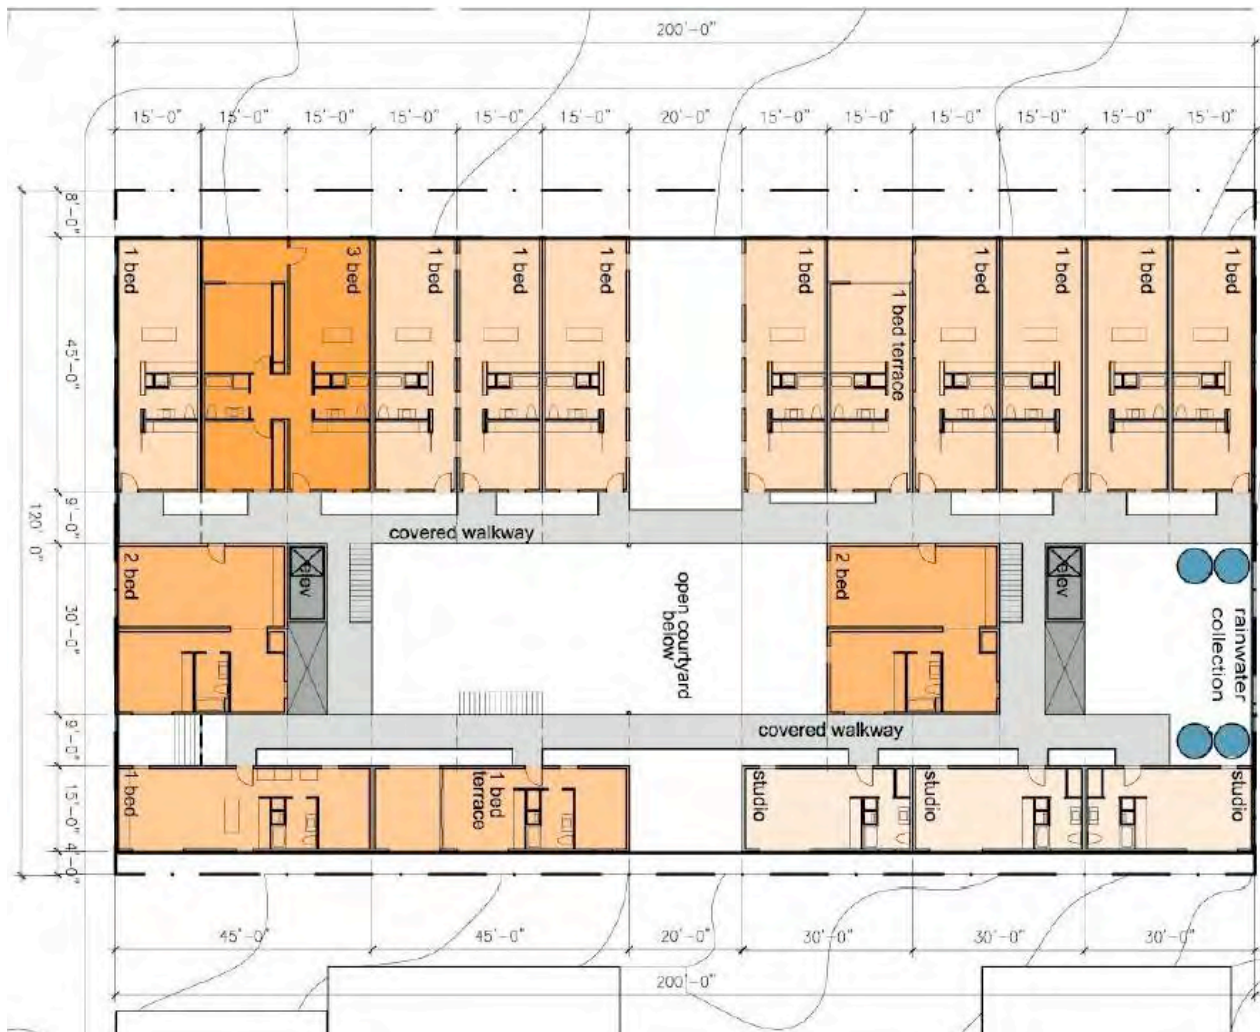 200'-0"
15'-0"
15'-0"
15'-0"
15'-0"
15'-0"
15'-0"
20'-0"
15'-0"
15'-0"
15'-0"
15'-0"
15'-0"
15'-0"
8'-0"
1 bed
3 bed
1 bed
1 bed
1 bed
1 bed
1 bed terrace
1 bed
1 bed
1 bed
1 bed
45'-0"
9'-0"
covered walkway
120'-0"
2 bed
elev
open courtyard
below
2 bed
elev
rainwater
collection
30'-0"
9'-0"
covered walkway
1 bed
1 bed
terrace
studio
studio
studio
15'-0"
4'-0"
45'-0"
45'-0"
20'-0"
30'-0"
30'-0"
30'-0"
200'-0"